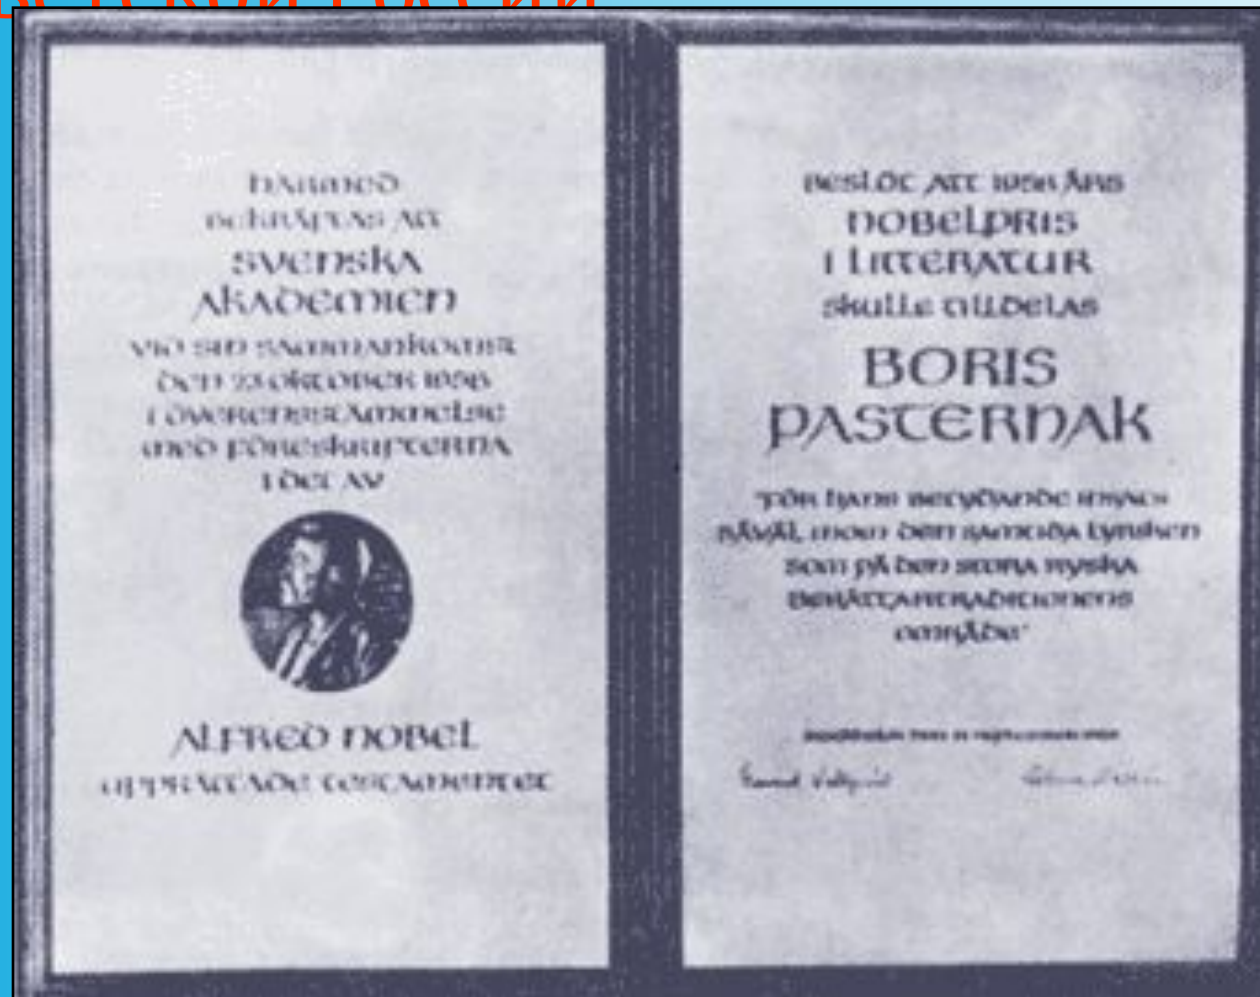 HÄRMED
BEKRÄFTAS ATT
SVENSKA
AKADEMIEN
VID SIN SAMMANKOMST
DEN 23 OKTOBER 1958
I ÖVERENSSTÄMMELSE
MED FÖRESKRIFTERNA
I DET AV
ALFRED NOBEL
UPPRÄTTADE TESTAMENTET
BESLÖT ATT 1958 ÅRS
NOBELPRIS
I LITTERATUR
SKULLE TILLDELAS
BORIS
PASTERNAK
"FÖR HANS BETYDANDE INSATS
SÅVÄL INOM DEN SAMTIDA LYRIKEN
SOM PÅ DEN STORA RYSKA
BERÄTTARTRADITIONENS
OMRÅDE"